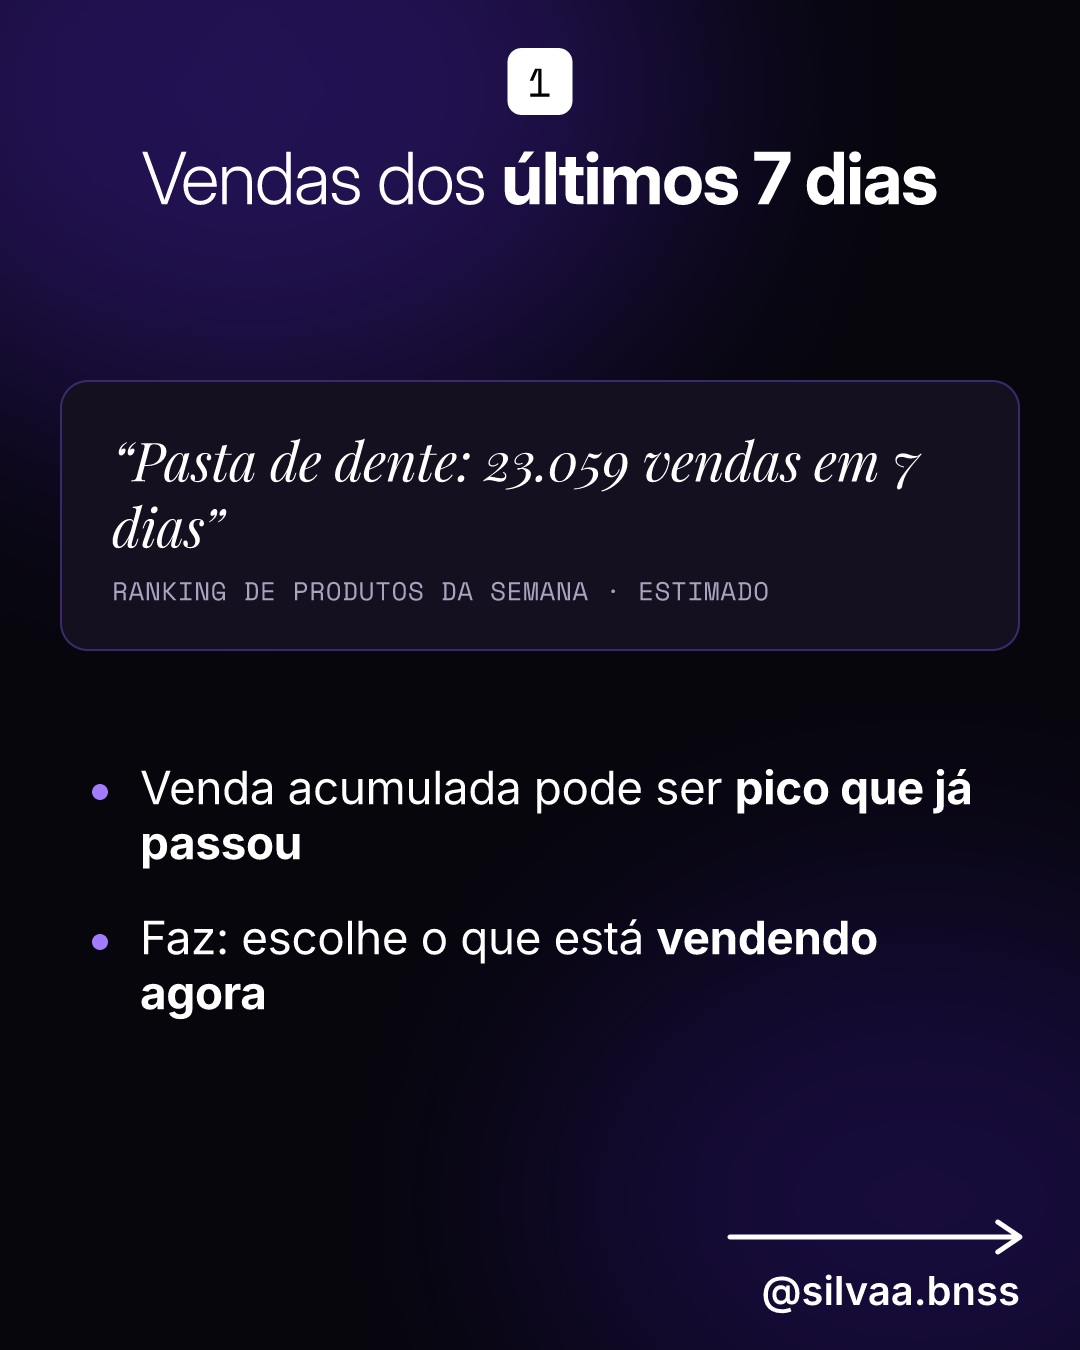 1
Vendas dos últimos 7 dias
“Pasta de dente: 23.059 vendas em 7
dias”
RANKING DE PRODUTOS DA SEMANA · ESTIMADO
• Venda acumulada pode ser pico que já
passou
• Faz: escolhe o que está vendendo
agora
@silvaa.bnss